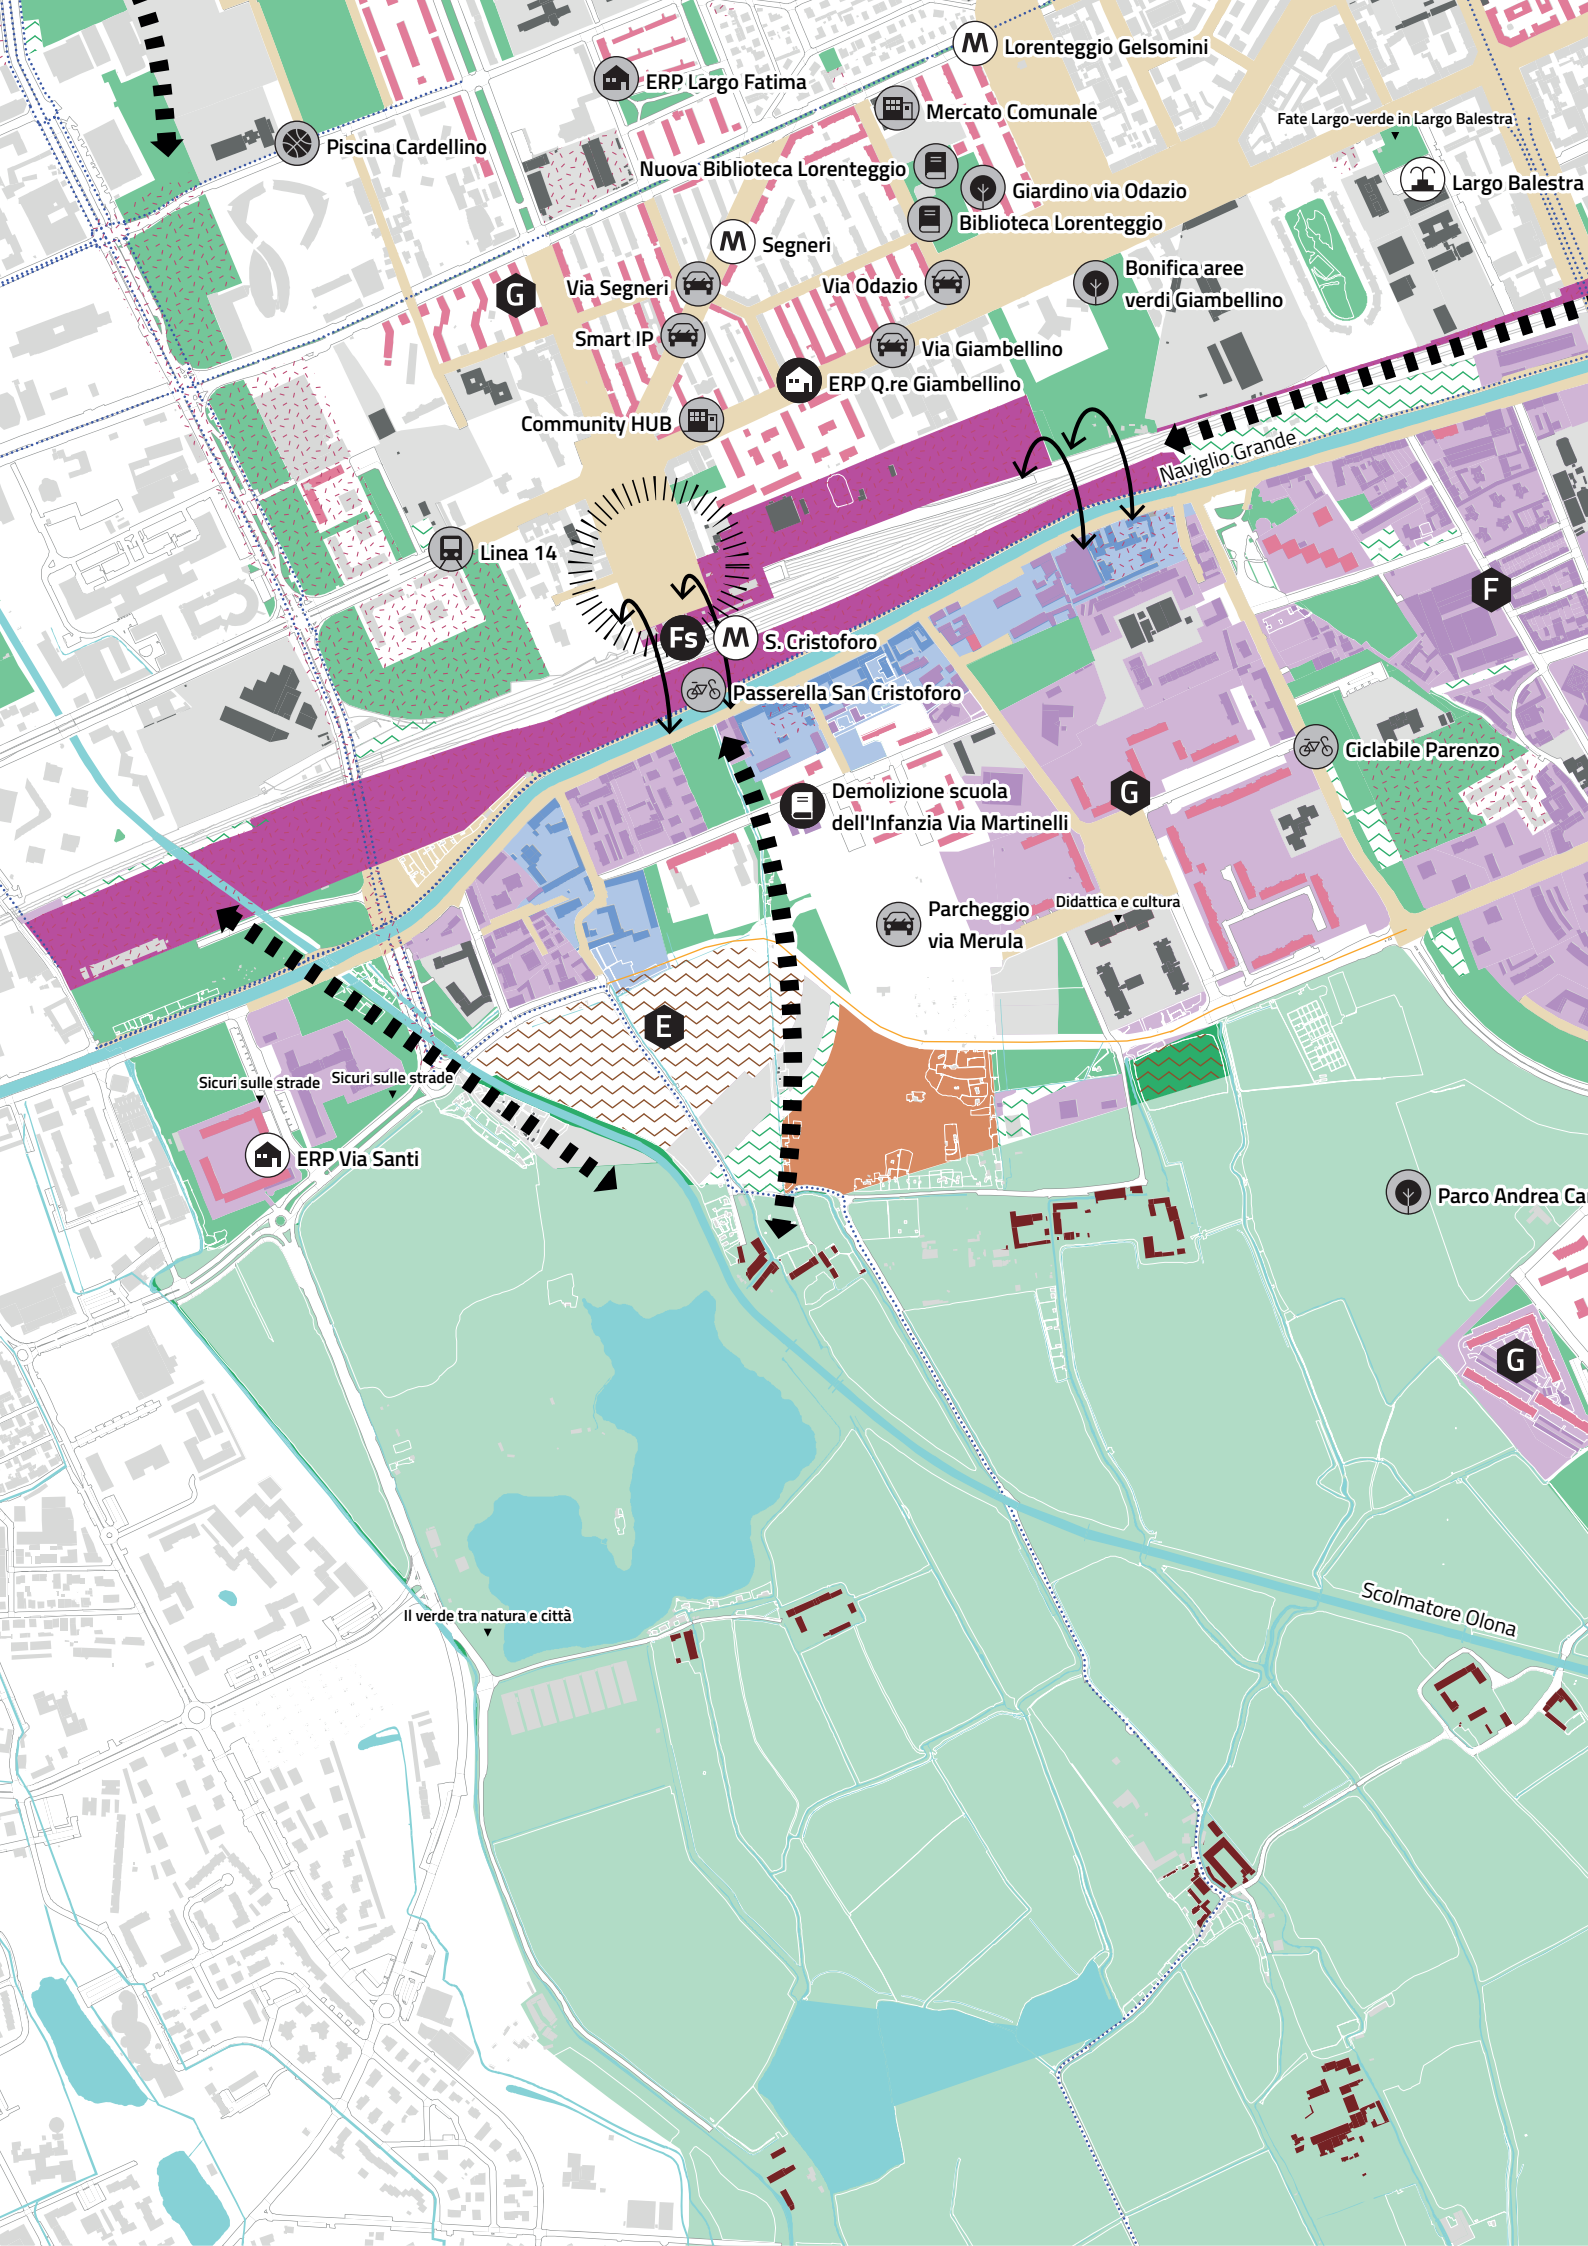 M Lorenteggio Gelsomini
ERP Largo Fatima
Mercato Comunale
Fate Largo-verde in Largo Balestra
Piscina Cardellino
Nuova Biblioteca Lorenteggio
Giardino via Odazio
Largo Balestra
Biblioteca Lorenteggio
M Segneri
Bonifica aree
verdi Giambellino
G
Via Segneri
Via Odazio
Smart IP
Via Giambellino
ERP Q.re Giambellino
Community HUB
Naviglio Grande
Linea 14
F
Fs M S. Cristoforo
Passerella San Cristoforo
Ciclabile Parenzo
Demolizione scuola
dell'Infanzia Via Martinelli
G
Didattica e cultura
Parcheggio
via Merula
E
Sicuri sulle strade
Sicuri sulle strade
ERP Via Santi
Parco Andrea Ca
G
Il verde tra natura e città
Scolmatore Olona